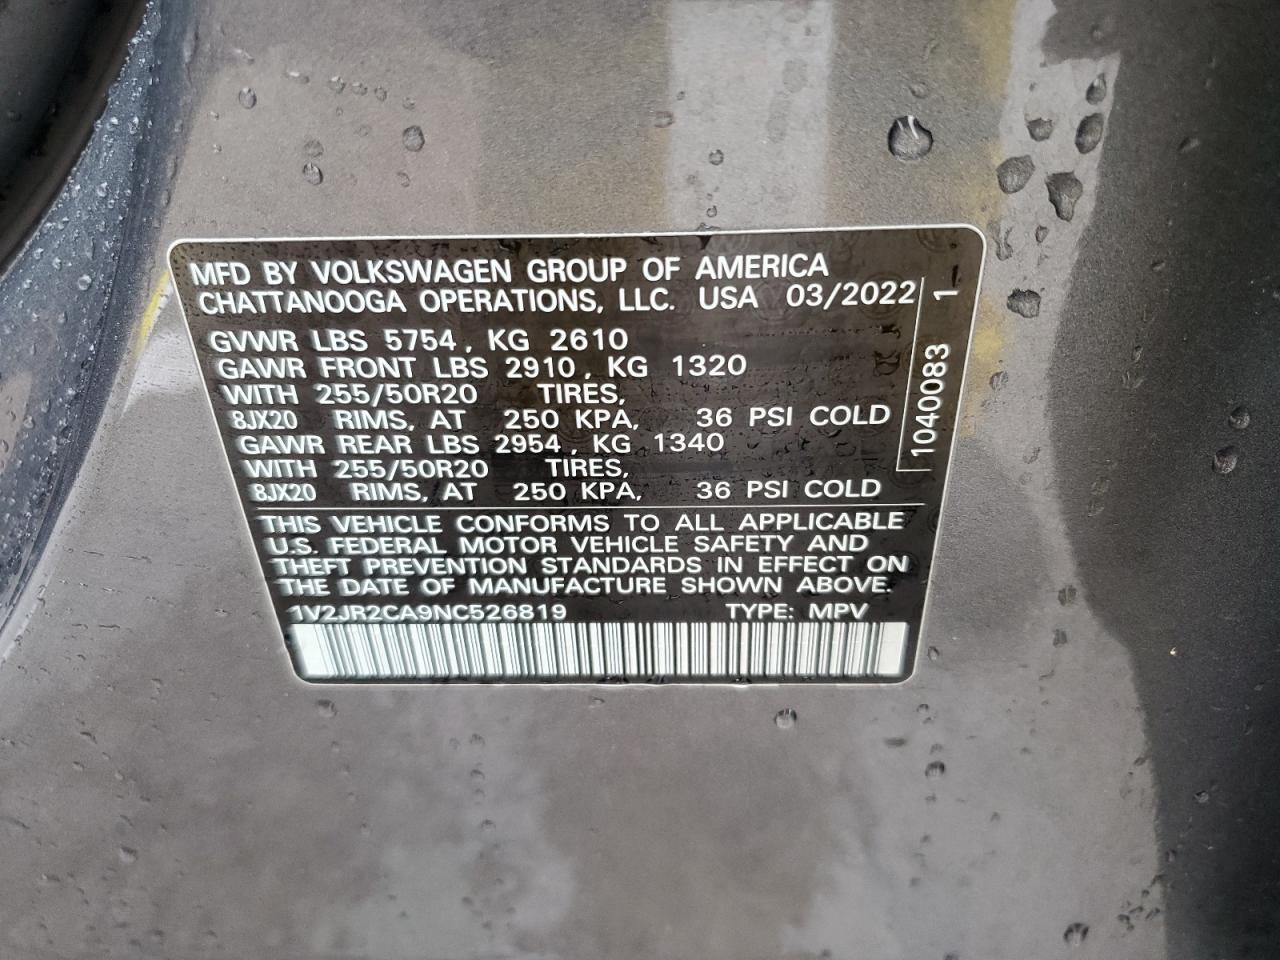 MFD BY VOLKSWAGEN GROUP OF AMERICA
CHATTANOOGA OPERATIONS, LLC. USA 03/2022
GVWR LBS 5754, KG 2610
GAWR FRONT LBS 2910, KG 1320
WITH 255/50R20 TIRES,
8JX20 RIMS, AT 250 KPA, 36 PSI COLD
GAWR REAR LBS 2954, KG 1340
WITH 255/50R20 TIRES,
8JX20 RIMS, AT 250 KPA, 36 PSI COLD
1040083 1
THIS VEHICLE CONFORMS TO ALL APPLICABLE
U.S. FEDERAL MOTOR VEHICLE SAFETY AND
THEFT PREVENTION STANDARDS IN EFFECT ON
THE DATE OF MANUFACTURE SHOWN ABOVE.
1V2JR2CA9NC526819 TYPE: MPV